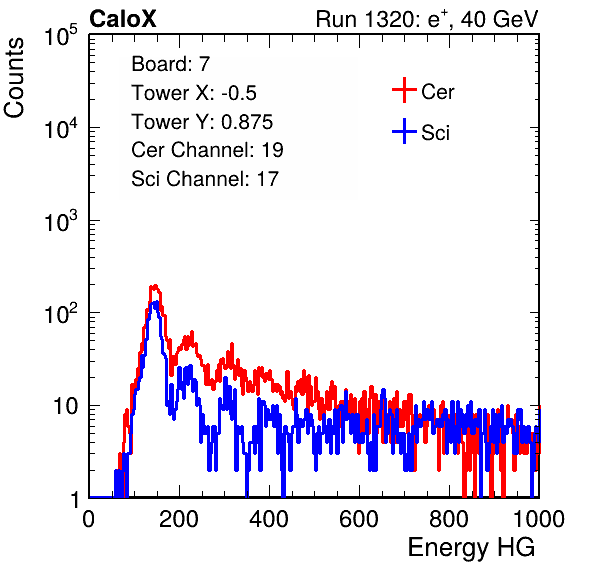 CaloX Run 1320: e⁺, 40 GeV
Board: 7
Tower X: -0.5
Tower Y: 0.875
Cer Channel: 19
Sci Channel: 17
Cer
Sci
Counts
10⁵
10⁴
10³
10²
10
1
0 200 400 600 800 1000
Energy HG